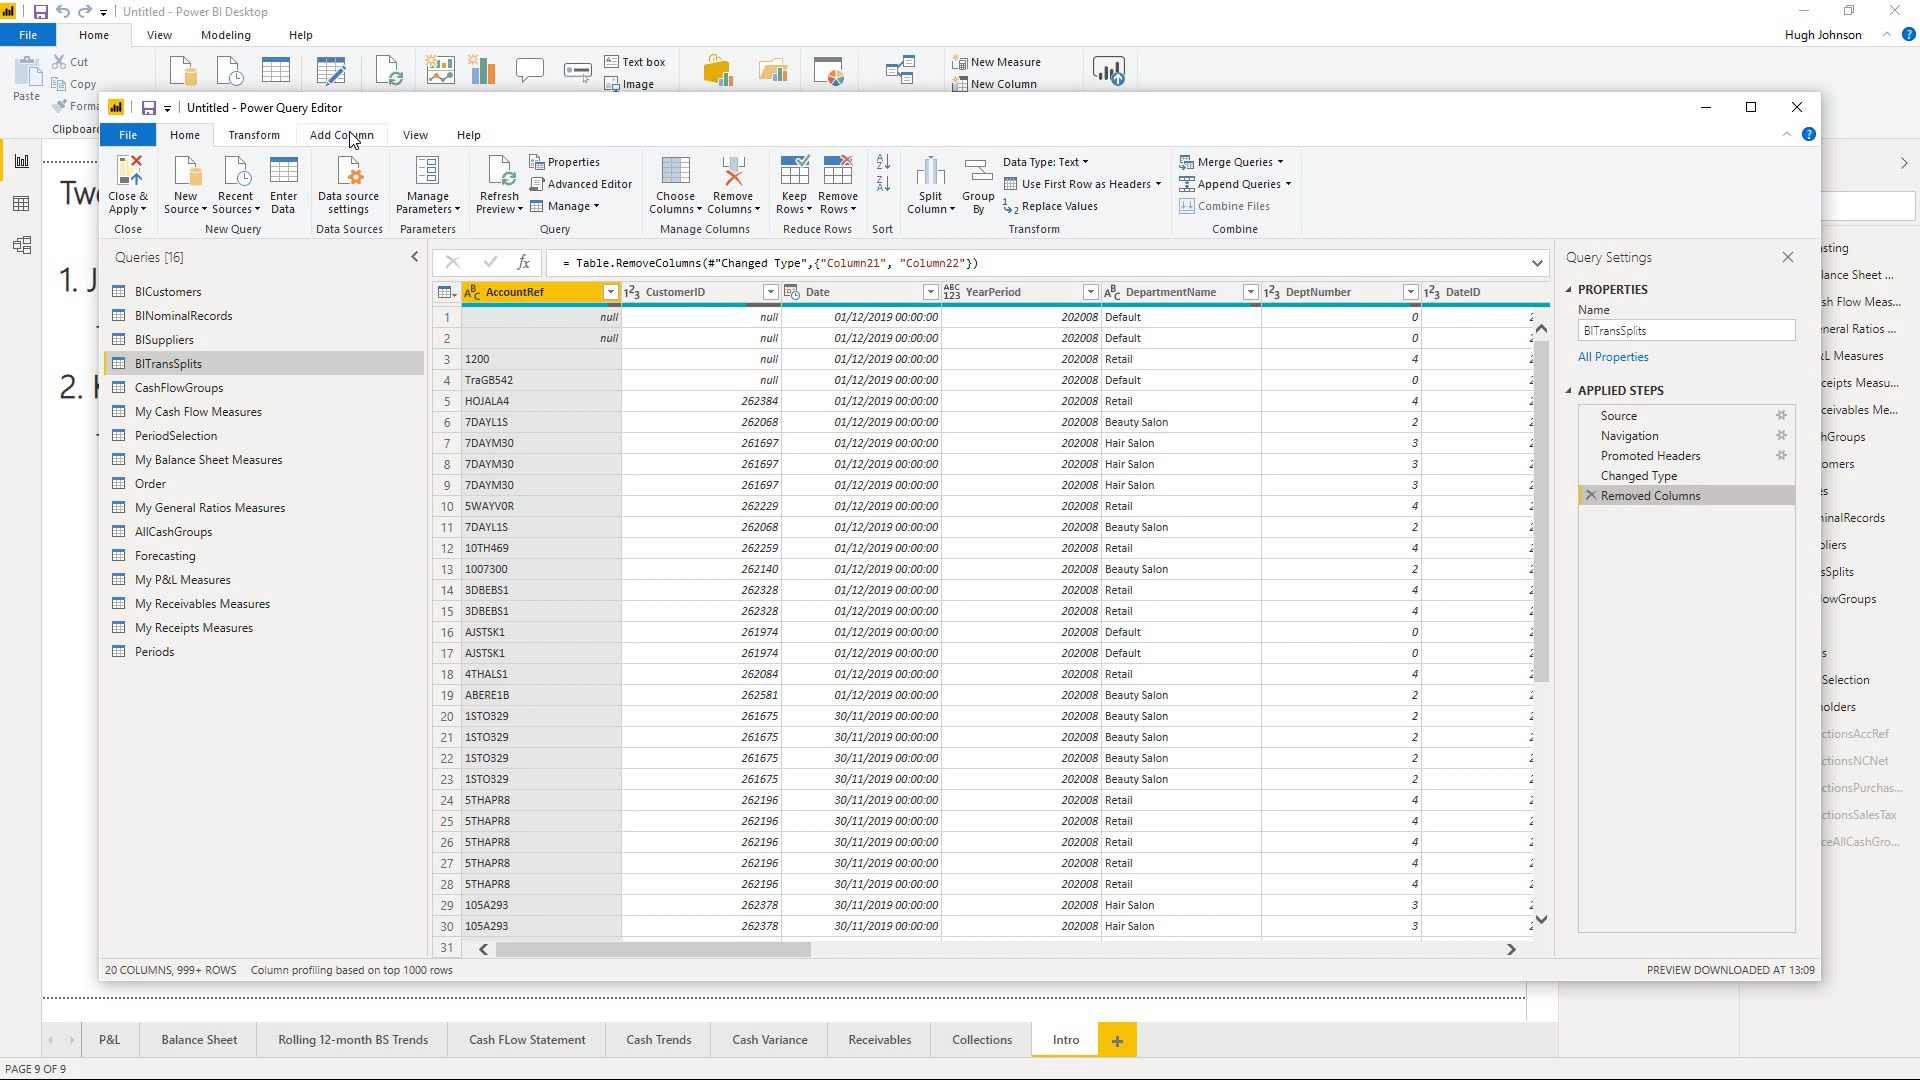 Untitled - Power BI Desktop
File Home View Modeling Help Hugh Johnson
Paste
Cut
Copy
Forma
Clipboard
Text box
Image
New Measure
New Column
Untitled - Power Query Editor
File Home Transform Add Column View Help
Close & Apply
Close
New Source
Recent Sources
Enter Data
New Query
Data source settings
Data Sources
Manage Parameters
Parameters
Refresh Preview
Properties
Advanced Editor
Manage
Query
Choose Columns
Remove Columns
Manage Columns
Keep Rows
Remove Rows
Reduce Rows
Sort
Split Column
Group By
Data Type: Text
Use First Row as Headers
Replace Values
Transform
Merge Queries
Append Queries
Combine Files
Combine
Queries [16]
BICustomers
BINominalRecords
BISuppliers
BITransSplits
CashFlowGroups
My Cash Flow Measures
PeriodSelection
My Balance Sheet Measures
Order
My General Ratios Measures
AllCashGroups
Forecasting
My P&L Measures
My Receivables Measures
My Receipts Measures
Periods
= Table.RemoveColumns(#"Changed Type",{"Column21", "Column22"})
AccountRef CustomerID Date YearPeriod DepartmentName DeptNumber DateID
1 null null 01/12/2019 00:00:00 202008 Default 0
2 null null 01/12/2019 00:00:00 202008 Default 0
3 1200 null 01/12/2019 00:00:00 202008 Retail 4
4 TraGB542 null 01/12/2019 00:00:00 202008 Default 0
5 HOJALA4 262384 01/12/2019 00:00:00 202008 Retail 4
6 7DAYL1S 262068 01/12/2019 00:00:00 202008 Beauty Salon 2
7 7DAYM30 261697 01/12/2019 00:00:00 202008 Hair Salon 3
8 7DAYM30 261697 01/12/2019 00:00:00 202008 Hair Salon 3
9 7DAYM30 261697 01/12/2019 00:00:00 202008 Hair Salon 3
10 5WAYV0R 262229 01/12/2019 00:00:00 202008 Retail 4
11 7DAYL1S 262068 01/12/2019 00:00:00 202008 Beauty Salon 2
12 10TH469 262259 01/12/2019 00:00:00 202008 Retail 4
13 1007300 262140 01/12/2019 00:00:00 202008 Beauty Salon 2
14 3DBEBS1 262328 01/12/2019 00:00:00 202008 Retail 4
15 3DBEBS1 262328 01/12/2019 00:00:00 202008 Retail 4
16 AJSTSK1 261974 01/12/2019 00:00:00 202008 Default 0
17 AJSTSK1 261974 01/12/2019 00:00:00 202008 Default 0
18 4THALS1 262084 01/12/2019 00:00:00 202008 Retail 4
19 ABERE1B 262581 01/12/2019 00:00:00 202008 Beauty Salon 2
20 1STO329 261675 30/11/2019 00:00:00 202008 Beauty Salon 2
21 1STO329 261675 30/11/2019 00:00:00 202008 Beauty Salon 2
22 1STO329 261675 30/11/2019 00:00:00 202008 Beauty Salon 2
23 1STO329 261675 30/11/2019 00:00:00 202008 Beauty Salon 2
24 5THAPR8 262196 30/11/2019 00:00:00 202008 Retail 4
25 5THAPR8 262196 30/11/2019 00:00:00 202008 Retail 4
26 5THAPR8 262196 30/11/2019 00:00:00 202008 Retail 4
27 5THAPR8 262196 30/11/2019 00:00:00 202008 Retail 4
28 5THAPR8 262196 30/11/2019 00:00:00 202008 Retail 4
29 105A293 262378 30/11/2019 00:00:00 202008 Hair Salon 3
30 105A293 262378 30/11/2019 00:00:00 202008 Hair Salon 3
31
Query Settings
PROPERTIES
Name
BITransSplits
All Properties
APPLIED STEPS
Source
Navigation
Promoted Headers
Changed Type
Removed Columns
20 COLUMNS, 999+ ROWS Column profiling based on top 1000 rows PREVIEW DOWNLOADED AT 13:09
1. J
2.
P&L Balance Sheet Rolling 12-month BS Trends Cash FLow Statement Cash Trends Cash Variance Receivables Collections Intro
PAGE 9 OF 9